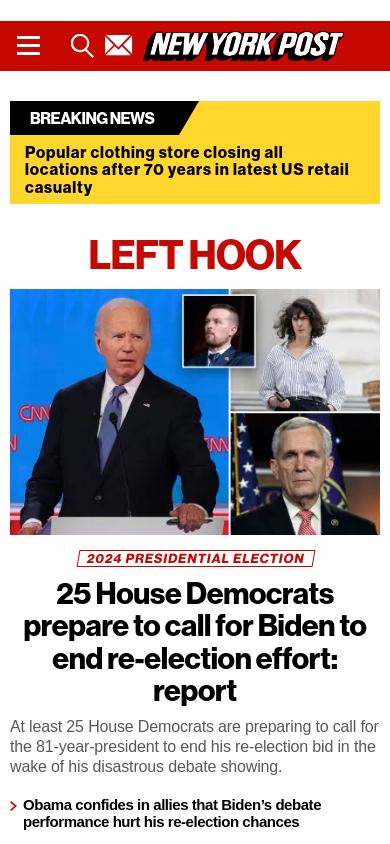 NEW YORK POST
BREAKING NEWS
Popular clothing store closing all
locations after 70 years in latest US retail
casualty
LEFT HOOK
CNN
CNN
2024 PRESIDENTIAL ELECTION
25 House Democrats
prepare to call for Biden to
end re-election effort:
report
At least 25 House Democrats are preparing to call for
the 81-year-president to end his re-election bid in the
wake of his disastrous debate showing.
Obama confides in allies that Biden’s debate
performance hurt his re-election chances